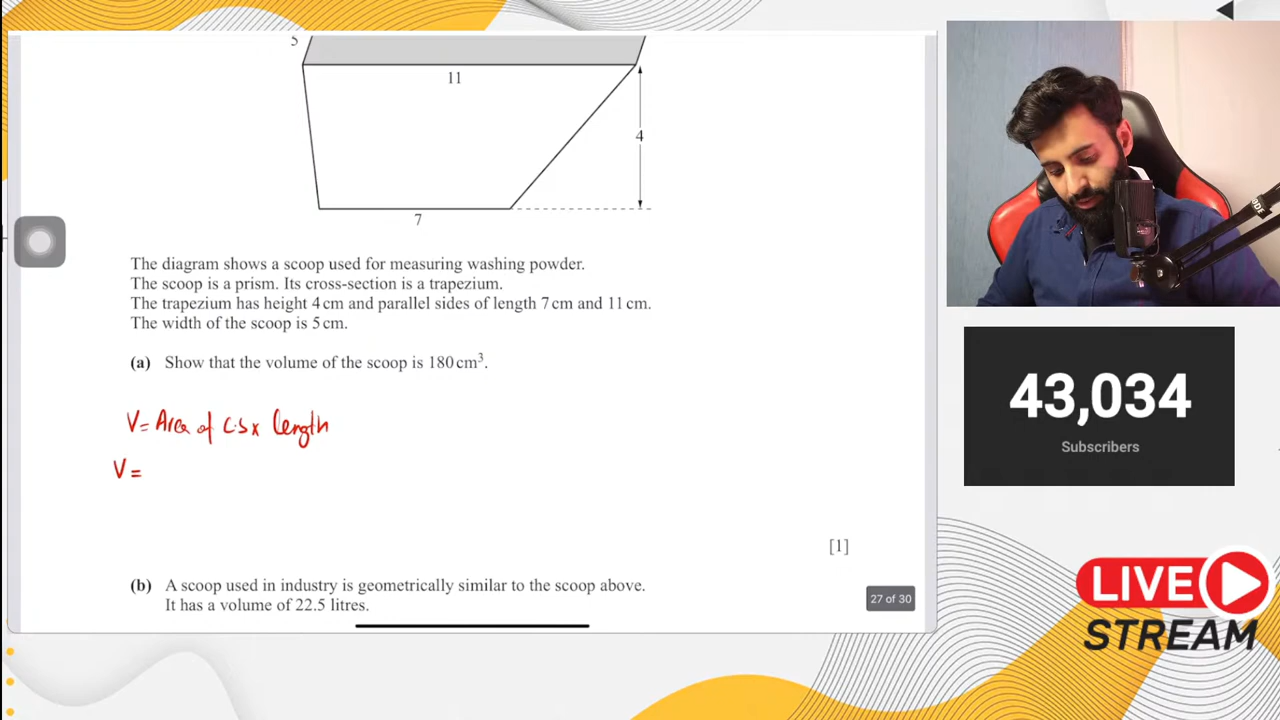 5
11
4
7
The diagram shows a scoop used for measuring washing powder.
The scoop is a prism. Its cross-section is a trapezium.
The trapezium has height 4 cm and parallel sides of length 7 cm and 11 cm.
The width of the scoop is 5 cm.
(a) Show that the volume of the scoop is 180 cm³.
V= Area of C.S x length
V =
[1]
(b) A scoop used in industry is geometrically similar to the scoop above.
It has a volume of 22.5 litres.
27 of 30
43,034
Subscribers
LIVE
STREAM